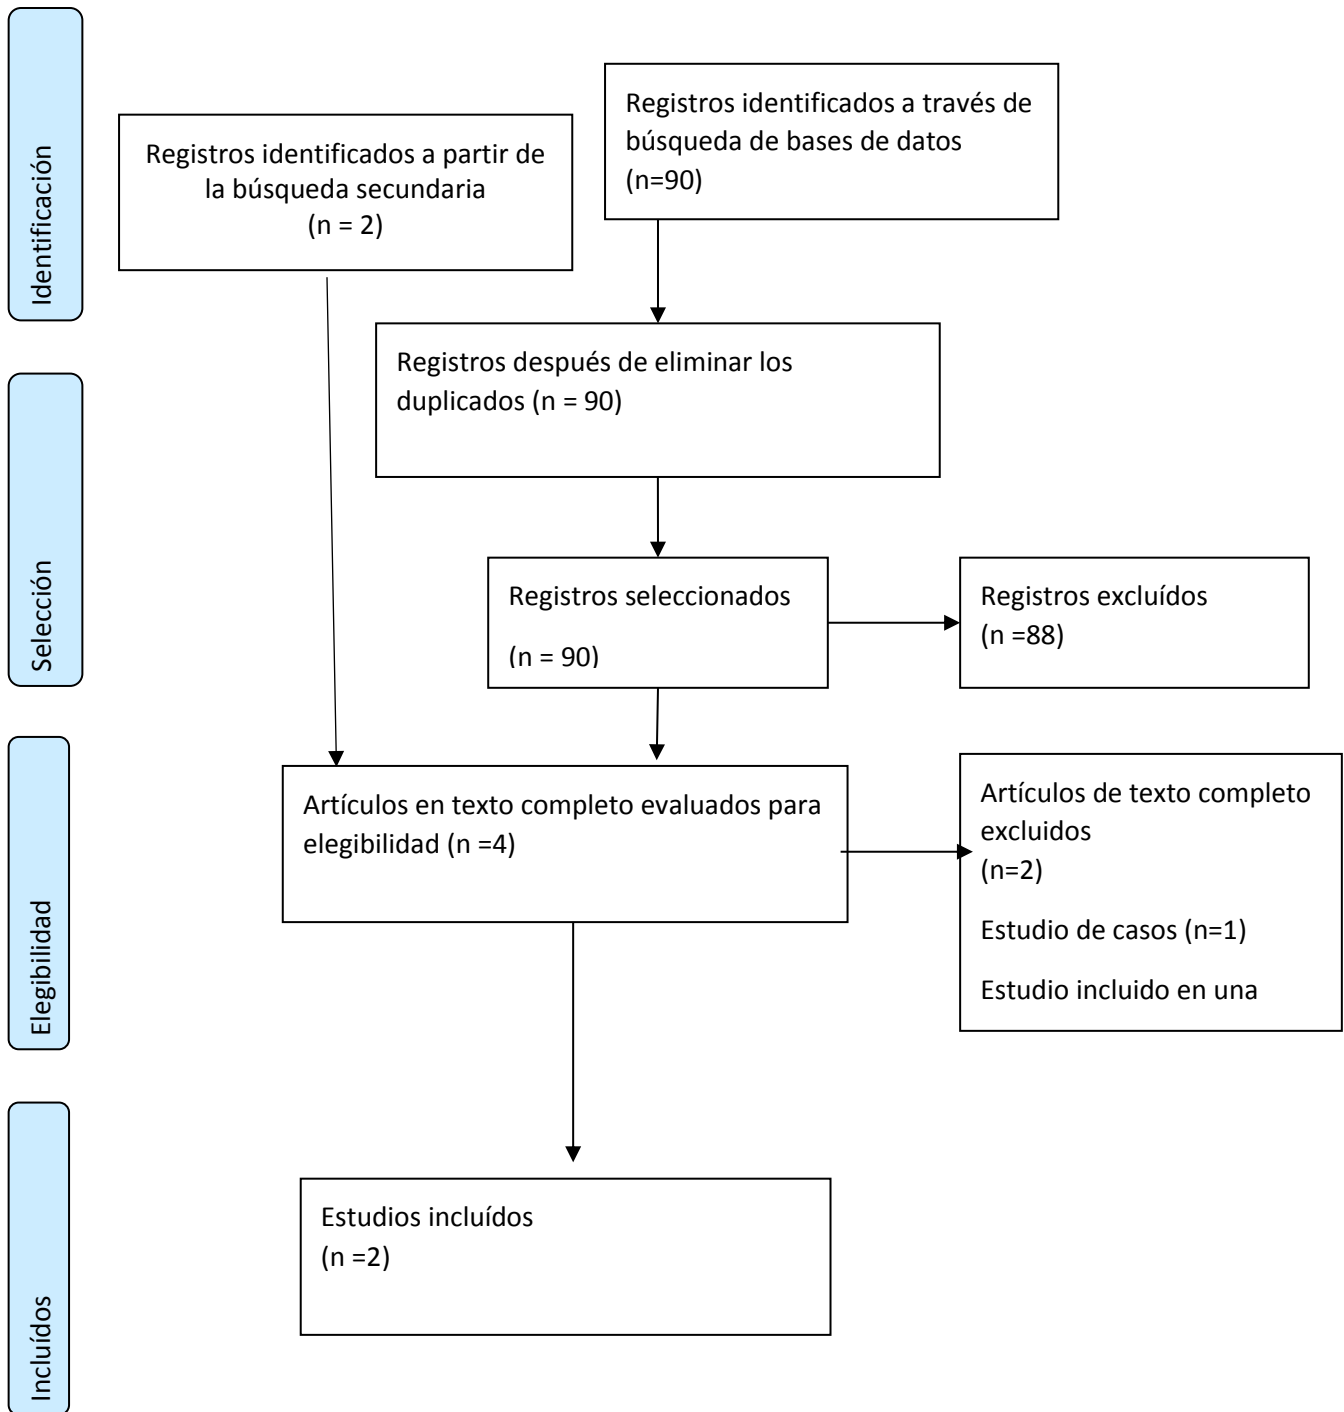 Identificación
Registros identificados a partir de
la búsqueda secundaria
(n = 2)
Registros identificados a través de
búsqueda de bases de datos
(n=90)
Registros después de eliminar los
duplicados (n = 90)
Selección
Registros seleccionados
(n = 90)
Registros excluídos
(n =88)
Elegibilidad
Artículos en texto completo evaluados para
elegibilidad (n =4)
Artículos de texto completo
excluidos
(n=2)
Estudio de casos (n=1)
Estudio incluido en una
Incluídos
Estudios incluídos
(n =2)